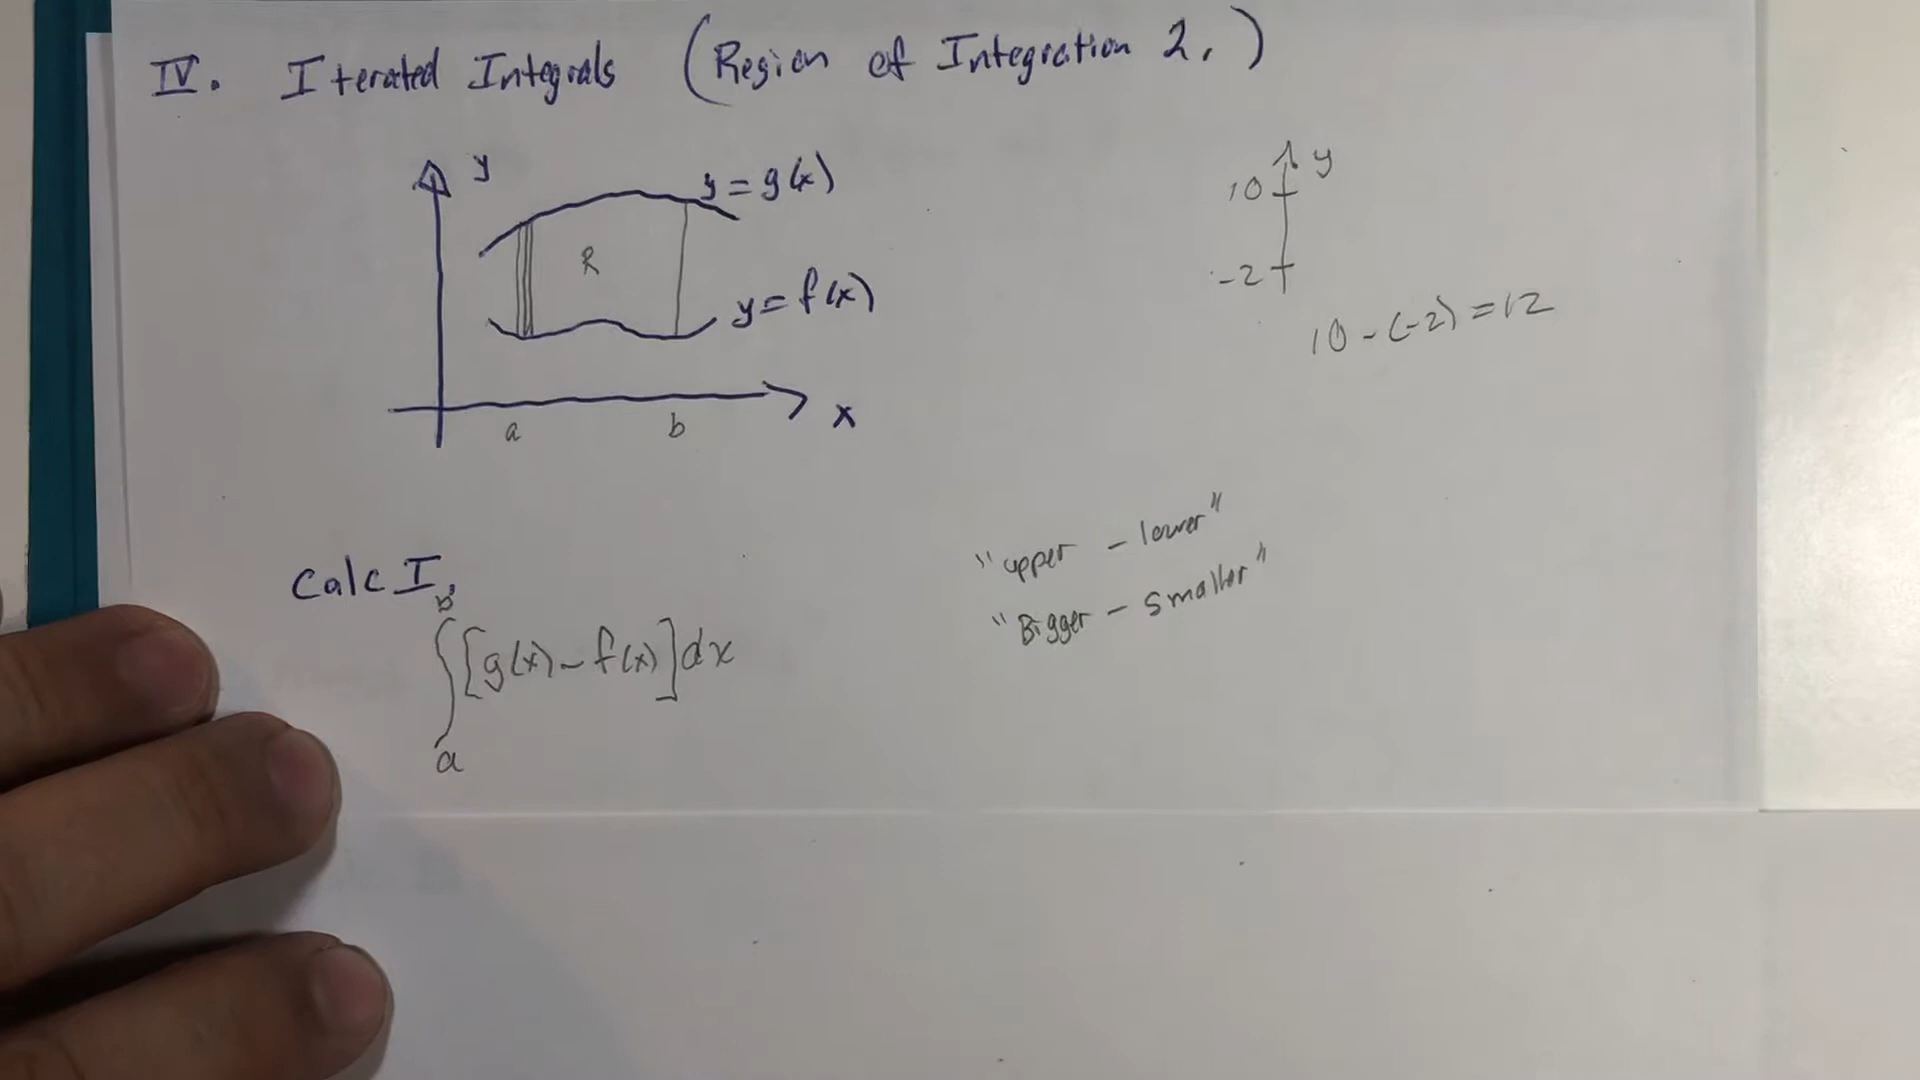 IV. Iterated Integrals (Region of Integration 2.)
y
y = g(x)
R
y = f(x)
a
b
x
y
10
-2
10 - (-2) = 12
Calc I,
b
∫ [g(x) - f(x)] dx
a
"upper - lower"
"Bigger - smaller"